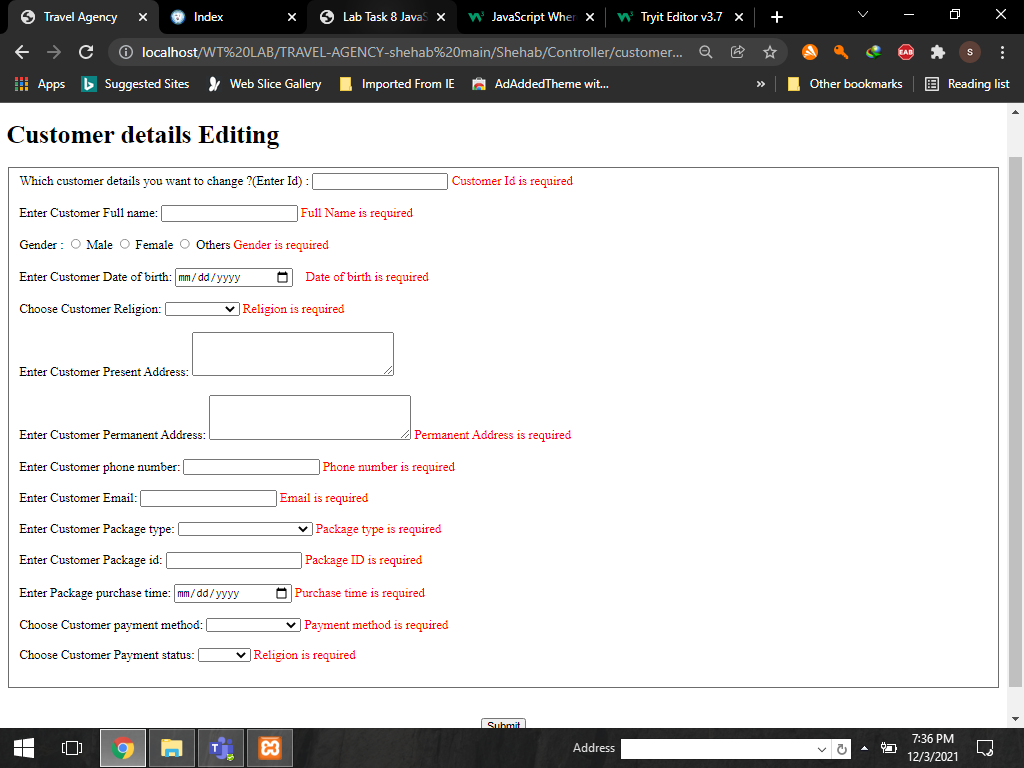 Travel Agency
Index
Lab Task 8 JavaS
JavaScript Wher
Tryit Editor v3.7
localhost/WT%20LAB/TRAVEL-AGENCY-shehab%20main/Shehab/Controller/customer...
EAB
S
Apps
Suggested Sites
Web Slice Gallery
Imported From IE
AdAddedTheme wit...
»
Other bookmarks
Reading list
Customer details Editing
Which customer details you want to change ?(Enter Id) : Customer Id is required
Enter Customer Full name: Full Name is required
Gender : Male Female Others Gender is required
Enter Customer Date of birth: mm/dd/yyyy Date of birth is required
Choose Customer Religion: Religion is required
Enter Customer Present Address:
Enter Customer Permanent Address: Permanent Address is required
Enter Customer phone number: Phone number is required
Enter Customer Email: Email is required
Enter Customer Package type: Package type is required
Enter Customer Package id: Package ID is required
Enter Package purchase time: mm/dd/yyyy Purchase time is required
Choose Customer payment method: Payment method is required
Choose Customer Payment status: Religion is required
Submit
Address
7:36 PM
12/3/2021